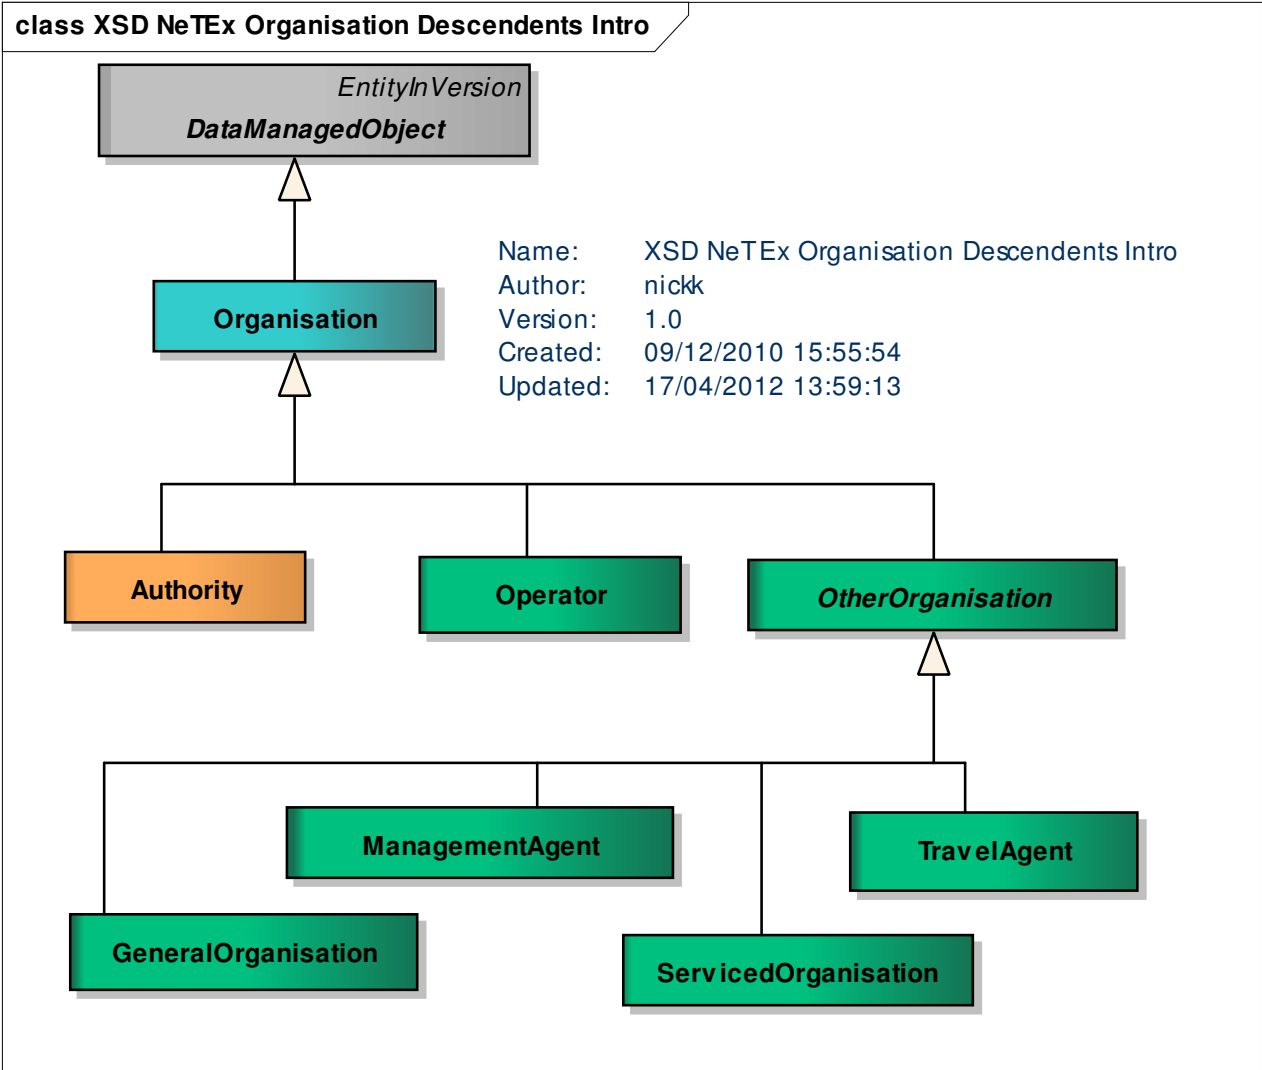 class XSD NeTEx Organisation Descendents Intro
EntityInVersion
DataManagedObject
Name: XSD NeTEx Organisation Descendents Intro
Author: nickk
Version: 1.0
Created: 09/12/2010 15:55:54
Updated: 17/04/2012 13:59:13
Organisation
Authority
Operator
OtherOrganisation
ManagementAgent
TravelAgent
GeneralOrganisation
ServicedOrganisation